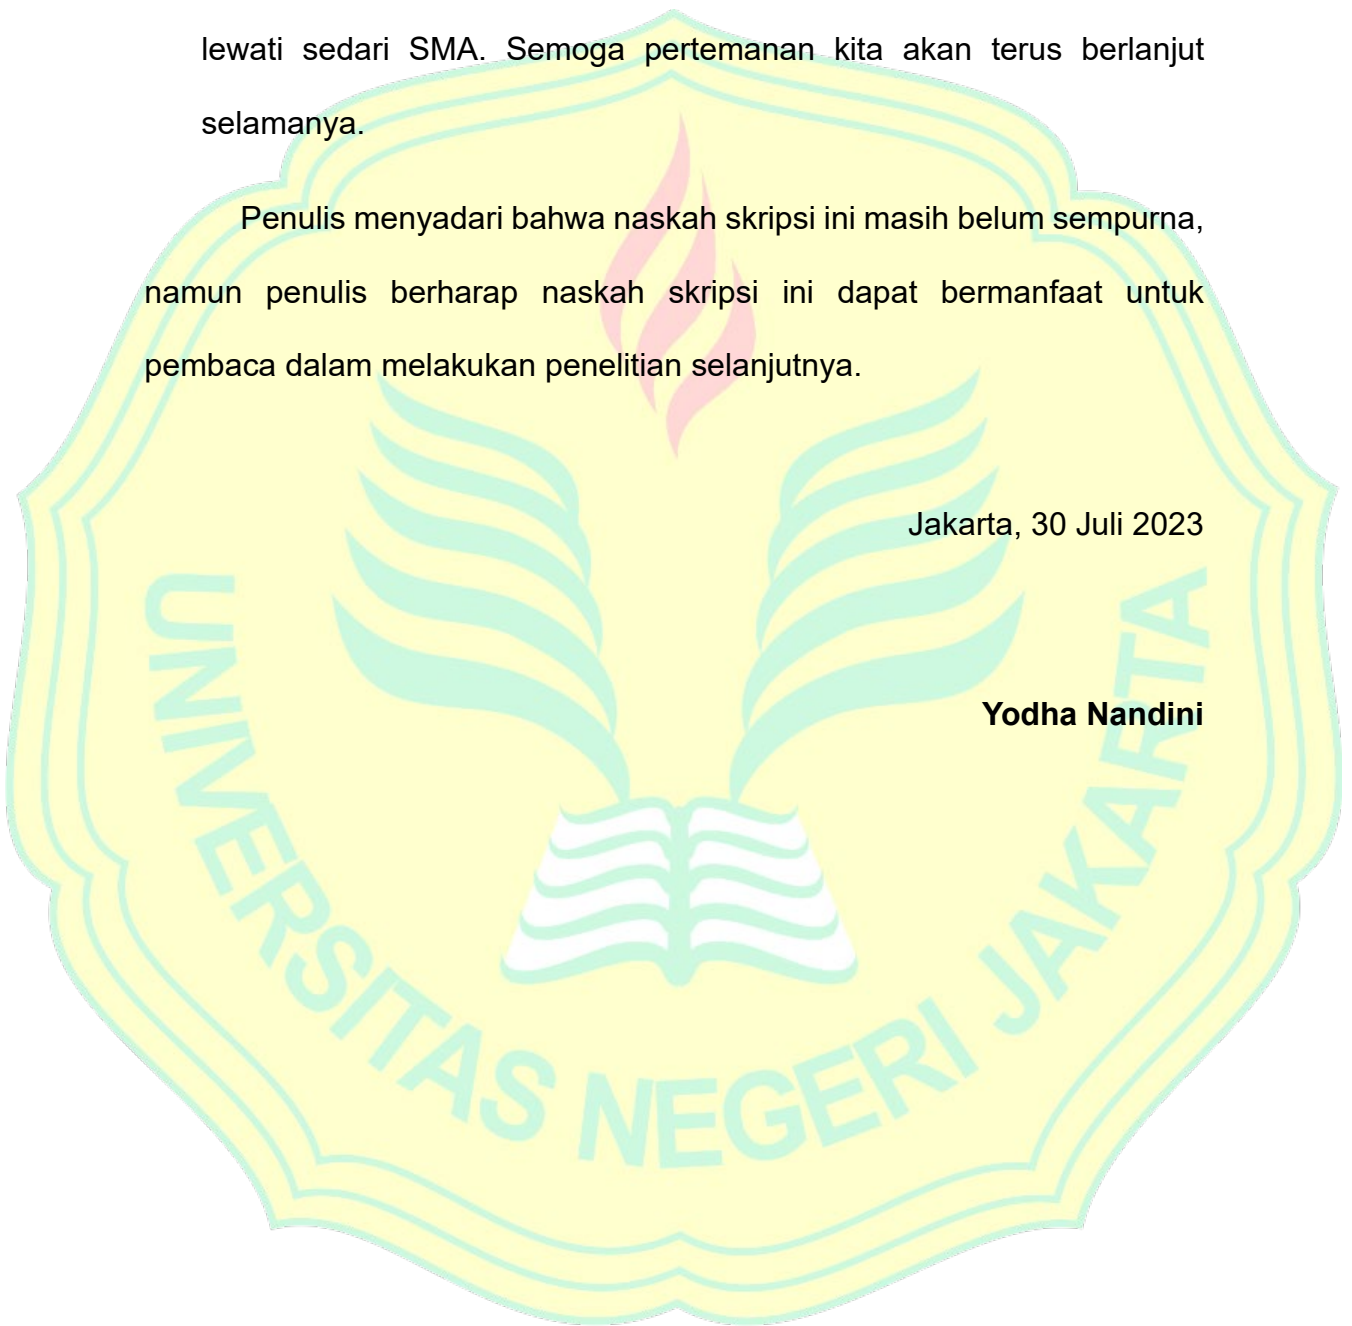 lewati sedari SMA. Semoga pertemanan kita akan terus berlanjut
selamanya.
Penulis menyadari bahwa naskah skripsi ini masih belum sempurna,
namun penulis berharap naskah skripsi ini dapat bermanfaat untuk
pembaca dalam melakukan penelitian selanjutnya.
Jakarta, 30 Juli 2023
Yodha Nandini
UNIVERSITAS NEGERI JAKARTA